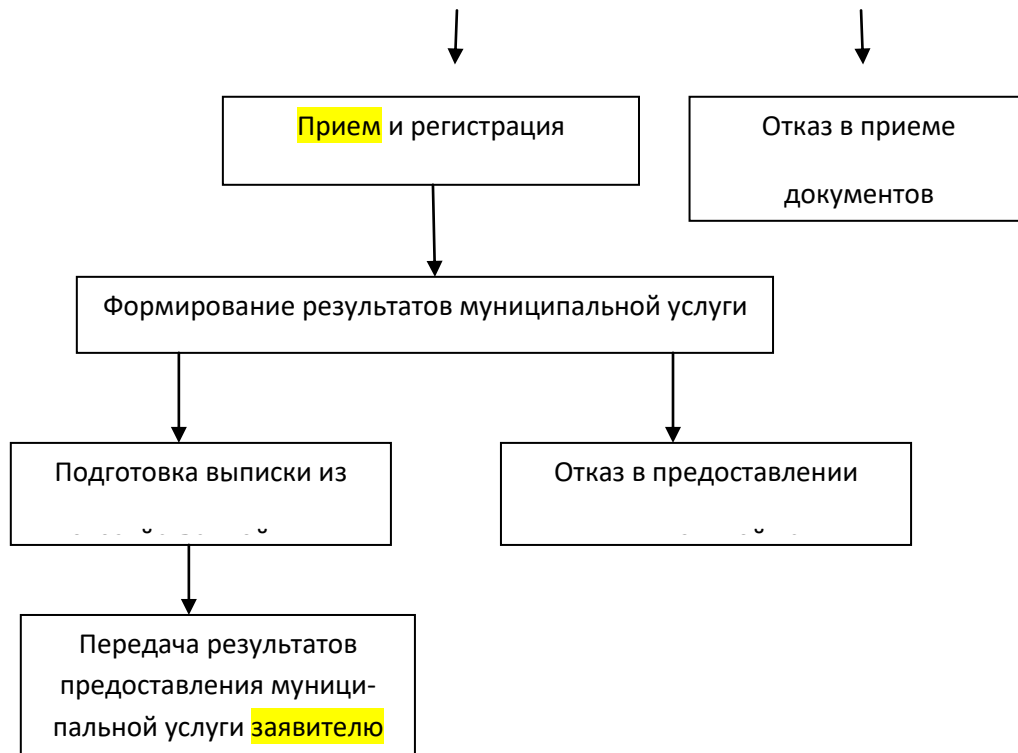 Прием и регистрация
Отказ в приеме
документов
Формирование результатов муниципальной услуги
Подготовка выписки из
Отказ в предоставлении
Передача результатов
предоставления муници-
пальной услуги заявителю